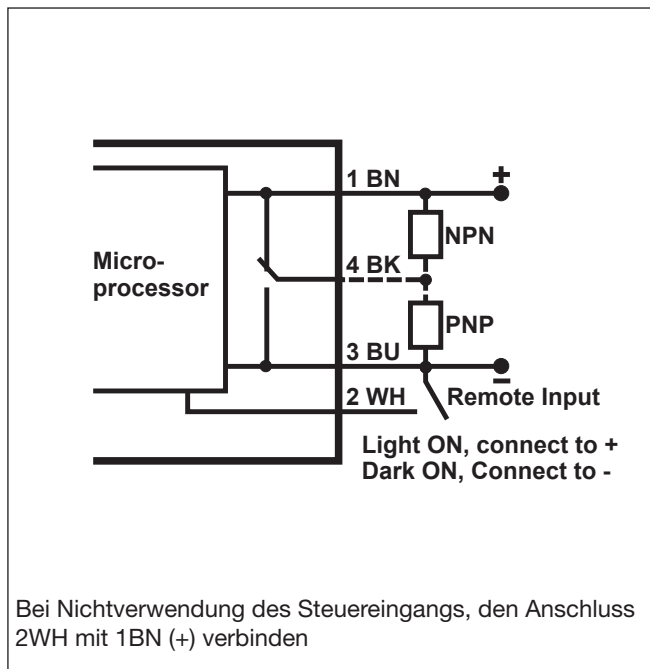 1 BN
+
NPN
Micro-
processor
4 BK
PNP
3 BU
-
2 WH
Remote Input
Light ON, connect to +
Dark ON, Connect to -
Bei Nichtverwendung des Steuereingangs, den Anschluss
2WH mit 1BN (+) verbinden